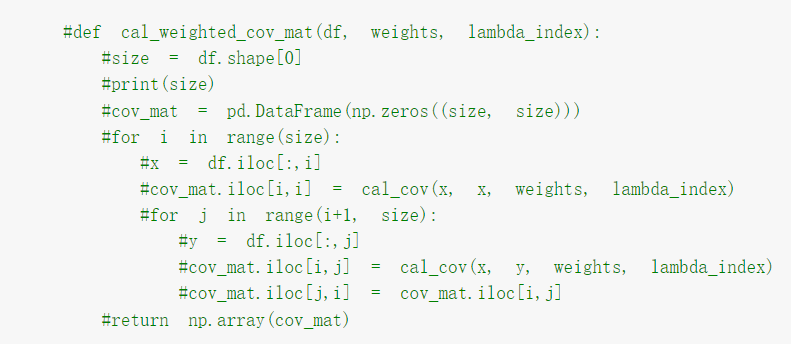 #def cal_weighted_cov_mat(df, weights, lambda_index):
#size = df.shape[0]
#print(size)
#cov_mat = pd.DataFrame(np.zeros((size, size)))
#for i in range(size):
#x = df.iloc[:,i]
#cov_mat.iloc[i,i] = cal_cov(x, x, weights, lambda_index)
#for j in range(i+1, size):
#y = df.iloc[:,j]
#cov_mat.iloc[i,j] = cal_cov(x, y, weights, lambda_index)
#cov_mat.iloc[j,i] = cov_mat.iloc[i,j]
#return np.array(cov_mat)